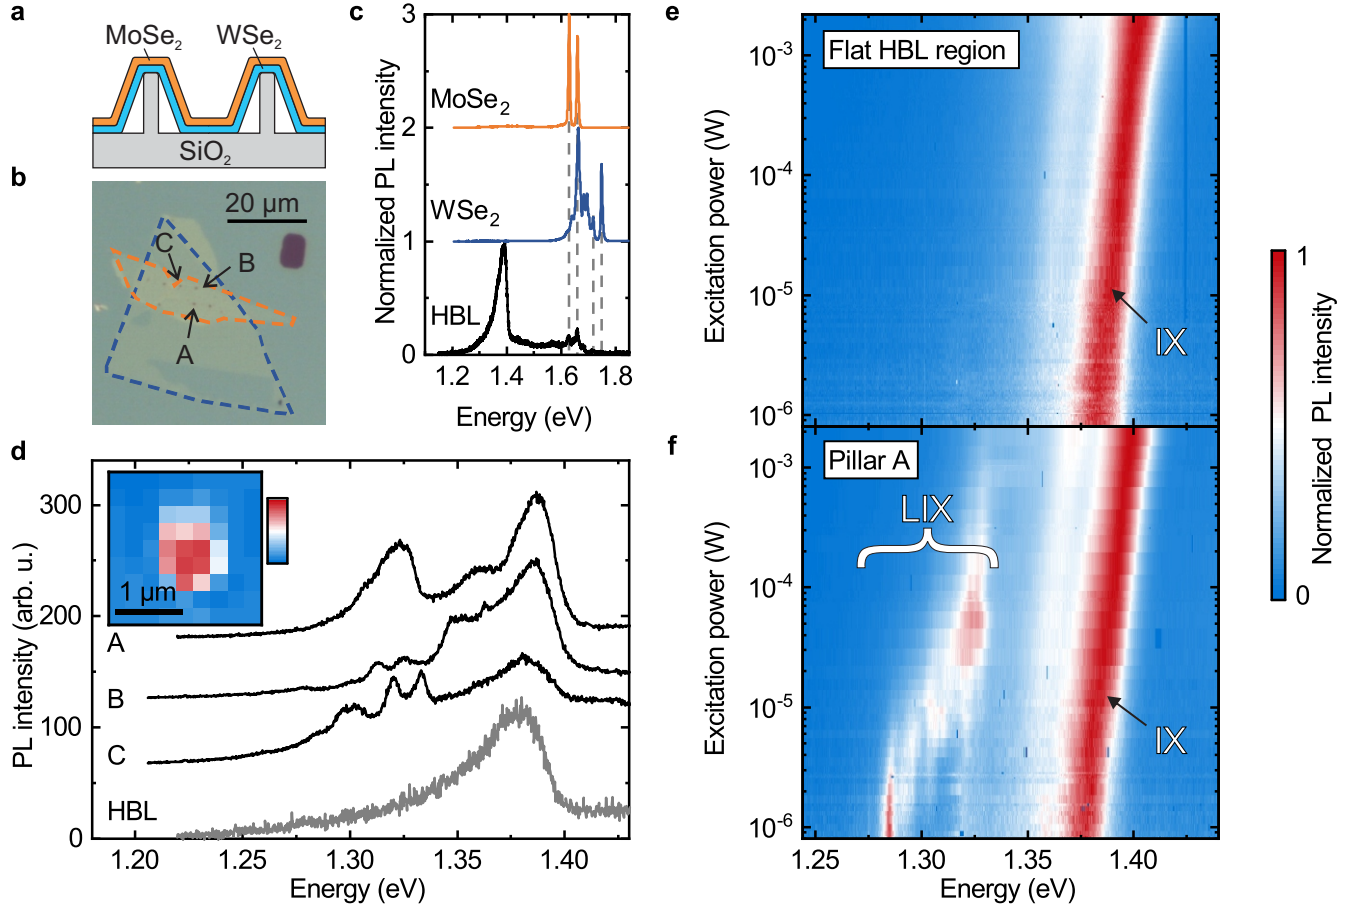 a
MoSe2 WSe2
SiO2
b
20 µm
C
B
A
c
3
2
1
0
Normalized PL intensity
MoSe2
WSe2
HBL
1.2 1.4 1.6 1.8
Energy (eV)
d
300
200
100
0
PL intensity (arb. u.)
1 µm
A
B
C
HBL
1.20 1.25 1.30 1.35 1.40
Energy (eV)
e
Flat HBL region
10-3
10-4
10-5
10-6
Excitation power (W)
IX
f
Pillar A
LIX
10-3
10-4
10-5
10-6
Excitation power (W)
IX
1.25 1.30 1.35 1.40
Energy (eV)
1
0
Normalized PL intensity